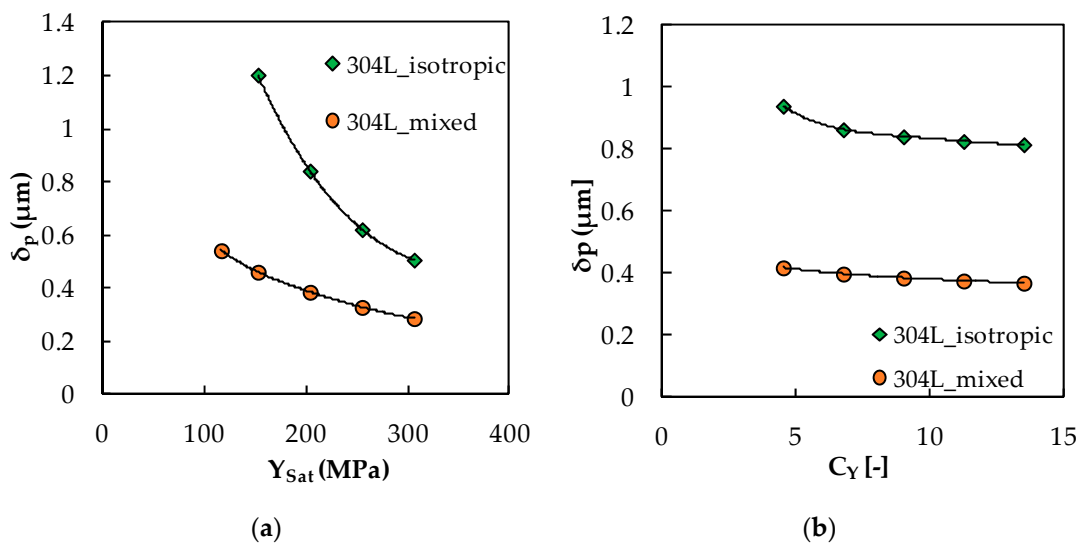 1.4
1.2
1
0.8
0.6
0.4
0.2
0
δp (μm)
304L_isotropic
304L_mixed
0 100 200 300 400
YSat (MPa)
(a)
1.2
1
0.8
0.6
0.4
0.2
0
δp (μm]
304L_isotropic
304L_mixed
0 5 10 15
CY [-]
(b)